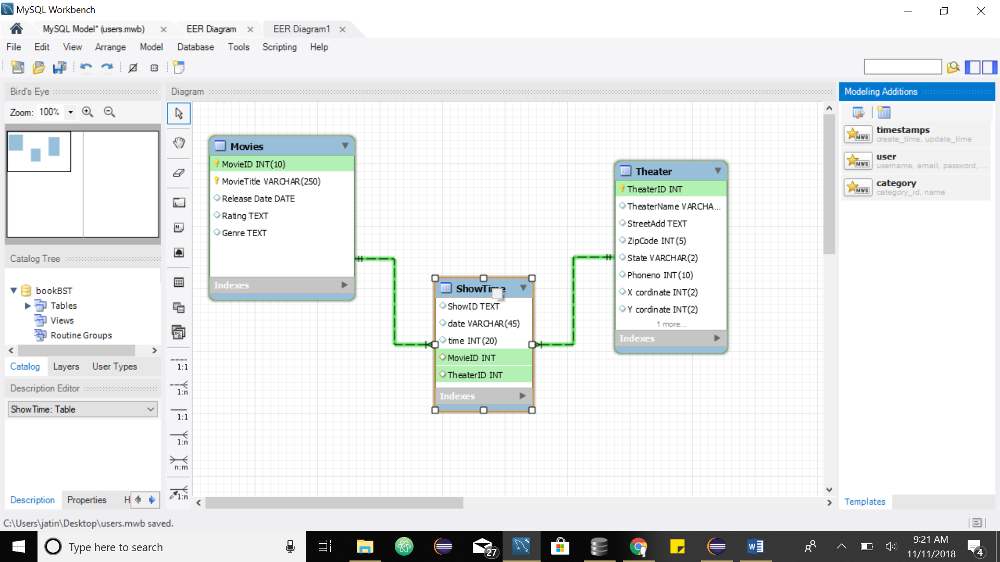 MySQL Workbench
MySQL Model* (users.mwb)
EER Diagram
EER Diagram1
File Edit View Arrange Model Database Tools Scripting Help
Bird's Eye
Zoom: 100%
Catalog Tree
bookBST
Tables
Views
Routine Groups
Catalog Layers User Types
Description Editor
ShowTime: Table
Description Properties H
Diagram
1:1
1:n
1:1
1:n
n:m
1:n
Movies
MovieID INT(10)
MovieTitle VARCHAR(250)
Release Date DATE
Rating TEXT
Genre TEXT
Indexes
ShowTime
ShowID TEXT
date VARCHAR(45)
time INT(20)
MovieID INT
TheaterID INT
Indexes
Theater
TheaterID INT
TheaterName VARCHA...
StreetAdd TEXT
ZipCode INT(5)
State VARCHAR(2)
Phoneno INT(10)
X cordinate INT(2)
Y cordinate INT(2)
1 more...
Indexes
Modeling Additions
MWB
timestamps
create_time, update_time
MWB
user
username, email, password, ...
MWB
category
category_id, name
Templates
C:\Users\jatin\Desktop\users.mwb saved.
Type here to search
27
9:21 AM
11/11/2018
4